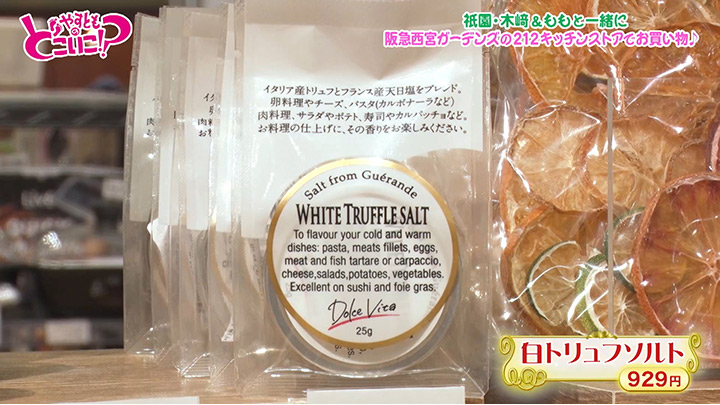 なるやすともの
とこいこ!?
祇園・木﨑&ももと一緒に
阪急西宮ガーデンズの212キッチンストアでお買い物♪
イタリア産トリュフとフランス産天日塩をブレンド。
卵料理やチーズ、パスタ(カルボナーラなど)
肉料理、サラダやポテト、寿司やカルパッチョなど。
お料理の仕上げに、その香りをお楽しみください。
Salt from Guérande
WHITE TRUFFLE SALT
To flavour your cold and warm
dishes: pasta, meats fillets, eggs,
meat and fish tartare or carpaccio,
cheese,salads,potatoes, vegetables.
Excellent on sushi and foie gras.
Dolce Vita
25g
白トリュフソルト
929円